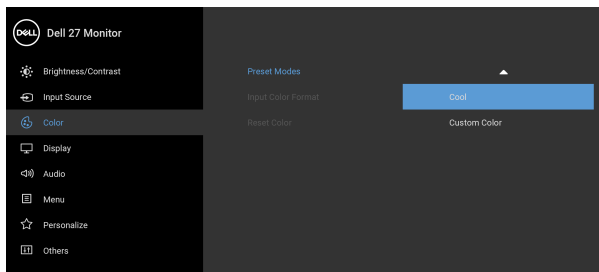 DELL Dell 27 Monitor
Brightness/Contrast
Input Source
Color
Display
Audio
Menu
Personalize
Others
Preset Modes
Input Color Format
Reset Color
Cool
Custom Color